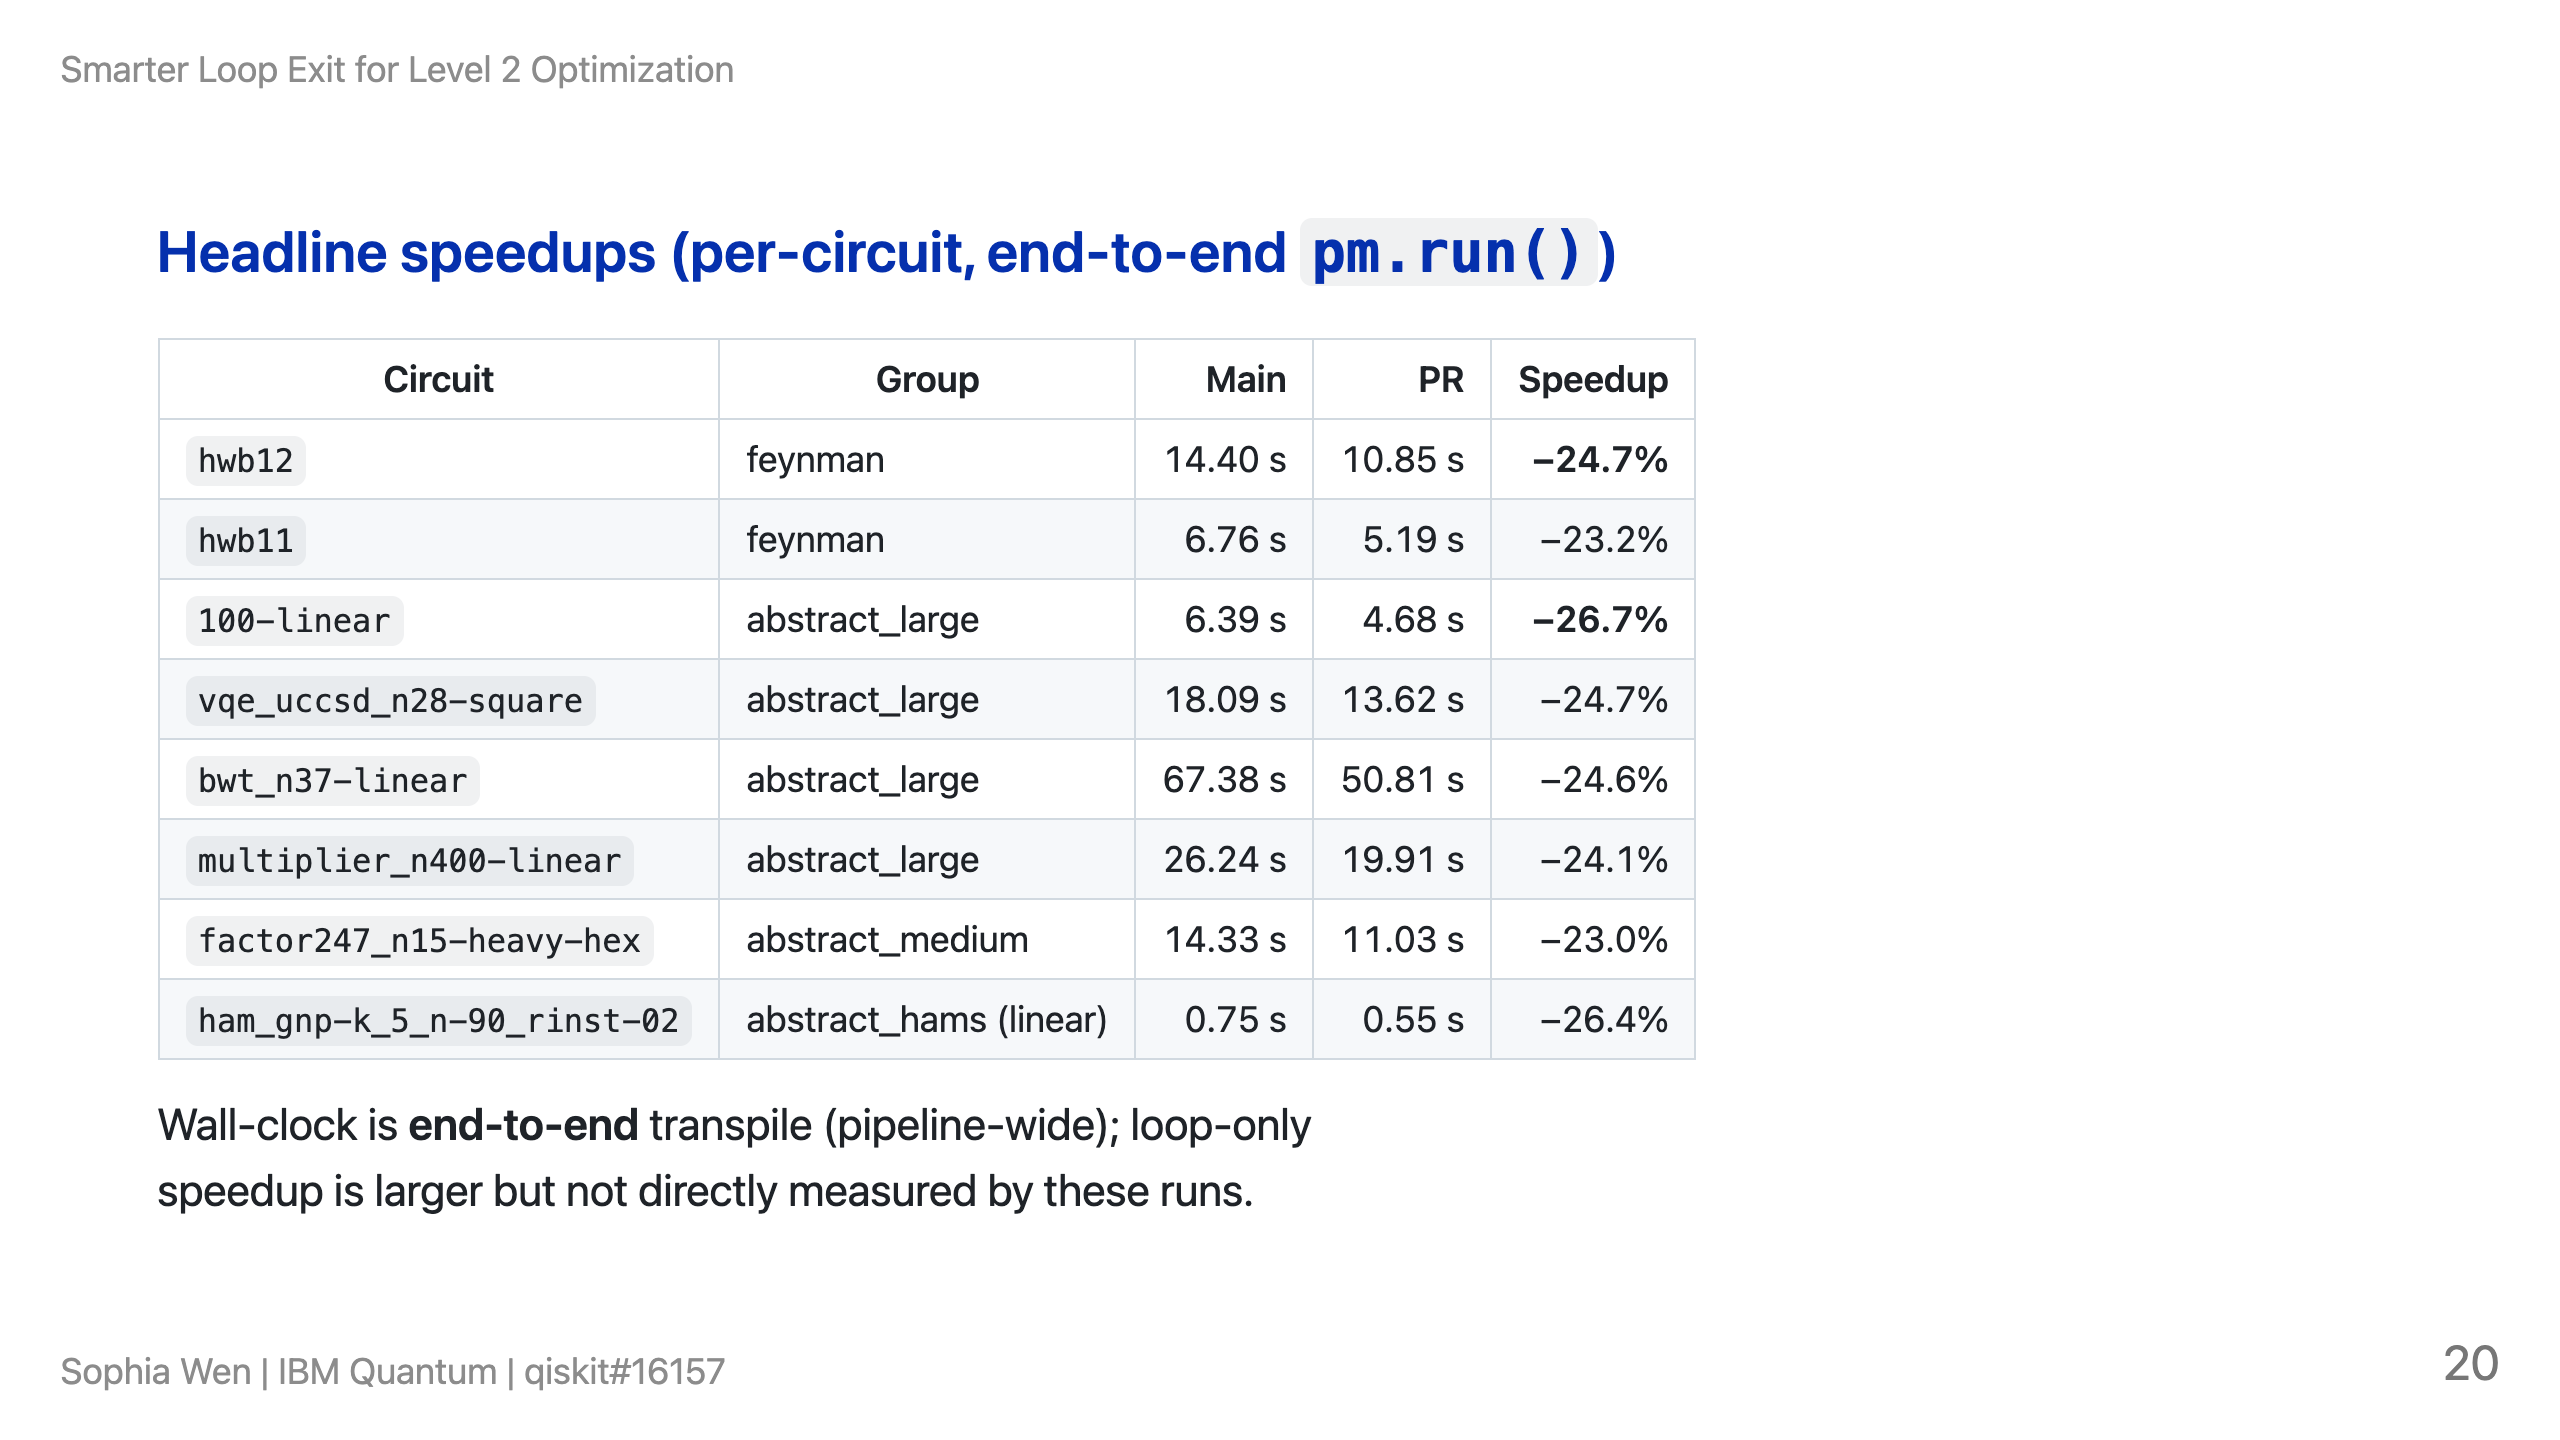 Smarter Loop Exit for Level 2 Optimization
Headline speedups (per-circuit, end-to-end pm.run())
Circuit Group Main PR Speedup
hwb12 feynman 14.40 s 10.85 s −24.7%
hwb11 feynman 6.76 s 5.19 s −23.2%
100-linear abstract_large 6.39 s 4.68 s −26.7%
vqe_uccsd_n28-square abstract_large 18.09 s 13.62 s −24.7%
bwt_n37-linear abstract_large 67.38 s 50.81 s −24.6%
multiplier_n400-linear abstract_large 26.24 s 19.91 s −24.1%
factor247_n15-heavy-hex abstract_medium 14.33 s 11.03 s −23.0%
ham_gnp-k_5_n-90_rinst-02 abstract_hams (linear) 0.75 s 0.55 s −26.4%
Wall-clock is end-to-end transpile (pipeline-wide); loop-only
speedup is larger but not directly measured by these runs.
Sophia Wen | IBM Quantum | qiskit#16157
20